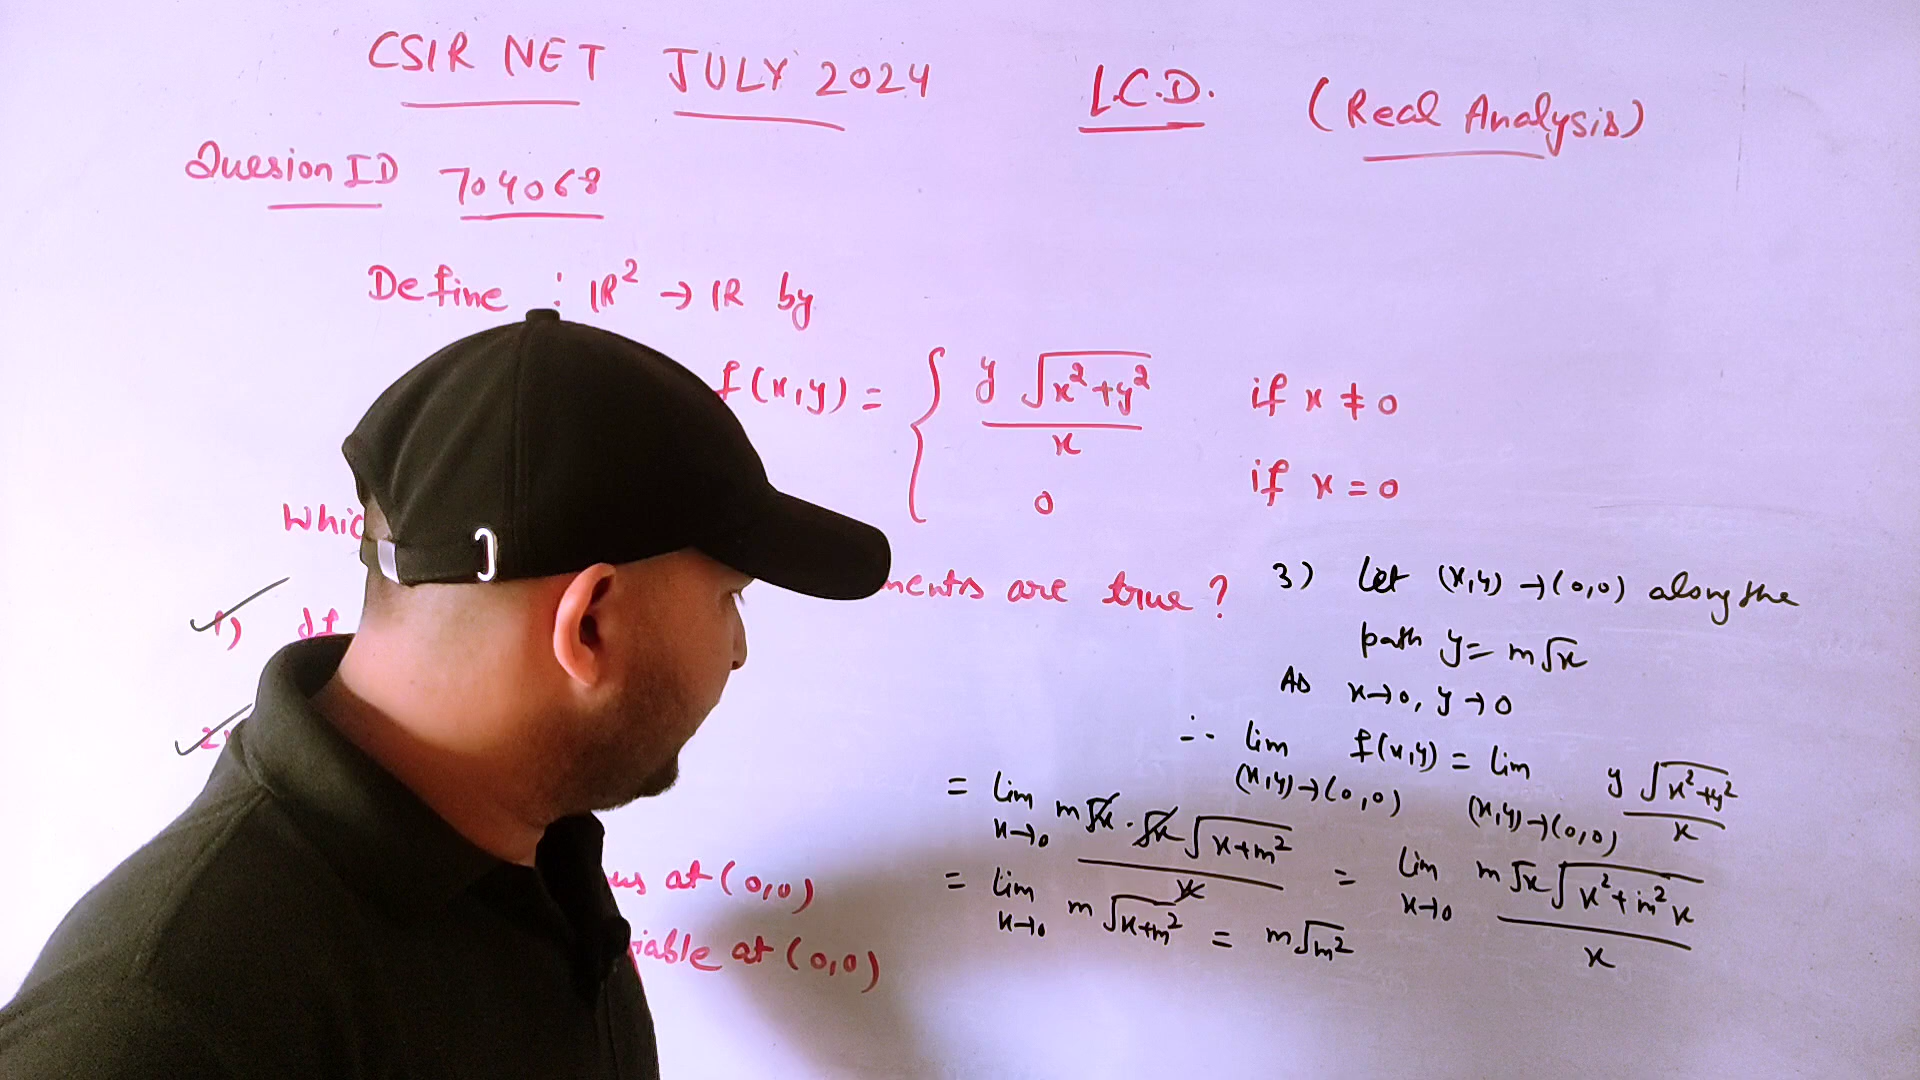 CSIR NET JULY 2024 L.C.D. (Real Analysis)
Quesion ID 704068
Define : IR² → IR by
f(x,y) = { y √x²+y² / x if x ≠ 0
0 if x = 0
Whic
ments are true ?
1)
2)
us at (0,0)
iable at (0,0)
3) Let (x,y) → (0,0) along the
path y = m√x
As x→0, y→0
∴ lim (x,y)→(0,0) f(x,y) = lim (x,y)→(0,0) y √x²+y² / x
= lim x→0 m√x √x²+m²x / x
= lim x→0 m√x · √x √x+m² / x
= lim x→0 m √x+m² = m√m²